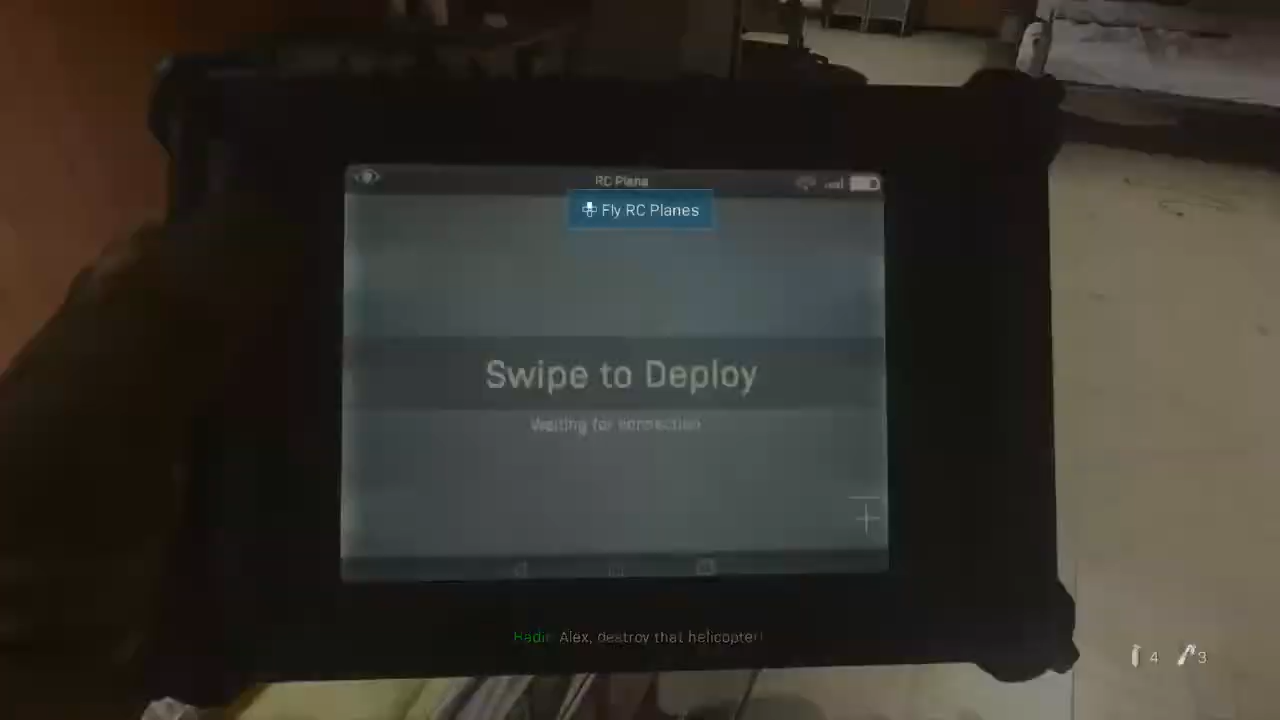 RC Plane
Fly RC Planes
Swipe to Deploy
Waiting for connection
Hadir: Alex, destroy that helicopter!
4 3